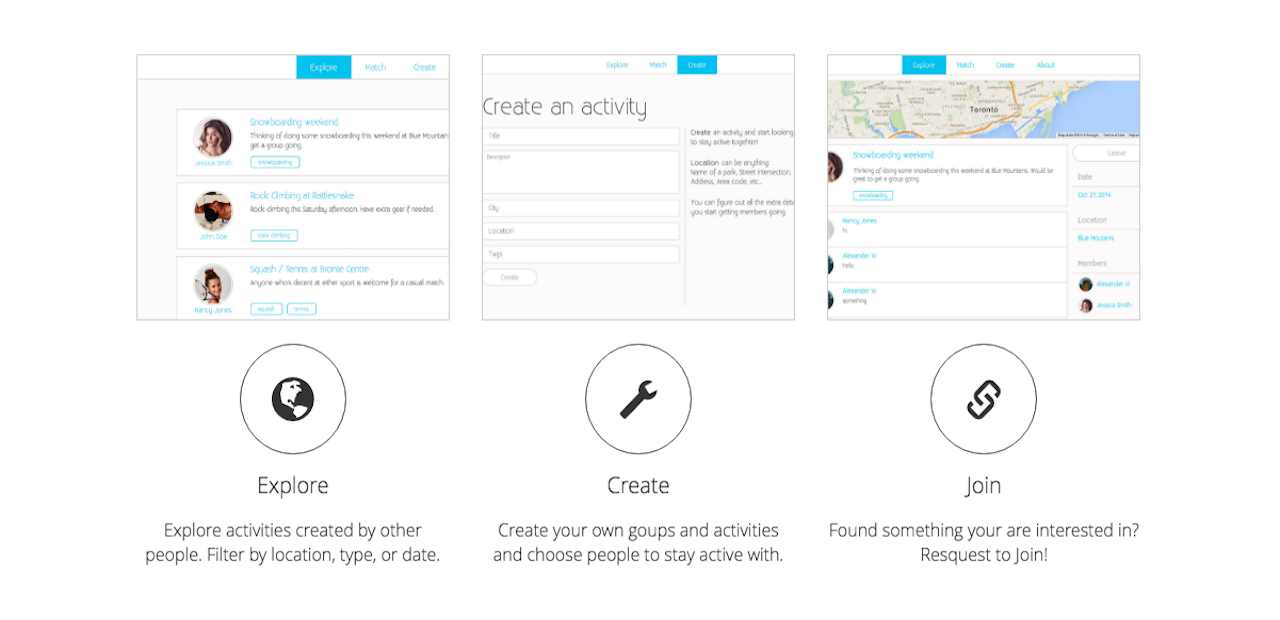 Explore Match Create
Snowboarding weekend
Thinking of doing some snowboarding this weekend at Blue Mountain
get a group going.
Jessica Smith
snowboarding
Rock Climbing at Rattlesnake
Rock climbing this Saturday afternoon. Have extra gear if needed.
John Doe
rock climbing
Squash / Tennis at Bronte Centre
Anyone who's decent at either sport is welcome for a casual match.
Nancy Jones
squash tennis
Explore Match Create
Create an activity
Title
Description
City
Location
Tags
Create
Create an activity and start looking
to stay active togehter!
Location can be anything:
Name of a park, Street intersection,
Address, Area code, etc...
You can figure out all the extra deta
you start getting members going.
Explore Match Create About
Toronto
Snowboarding weekend
Thinking of doing some snowboarding this weekend at Blue Mountains. Would be
great to get a group going.
snowboarding
Nancy Jones
hi
Alexander Vi
hello
Alexander Vi
something
Leave
Date
Oct 27, 2014
Location
Blue Moutains
Members
Alexander Vi
Jessica Smith
Explore
Explore activities created by other
people. Filter by location, type, or date.
Create
Create your own goups and activities
and choose people to stay active with.
Join
Found something your are interested in?
Resquest to Join!